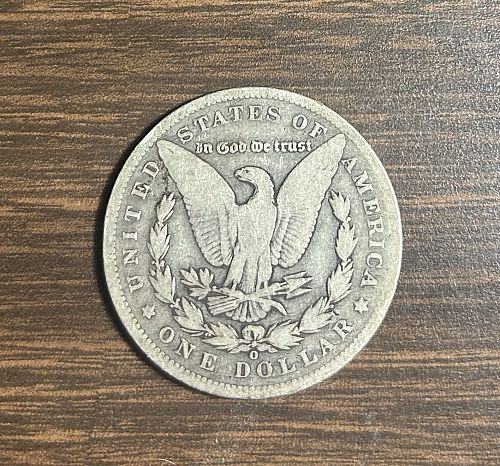 UNITED STATES OF AMERICA
In God we trust
O
ONE DOLLAR